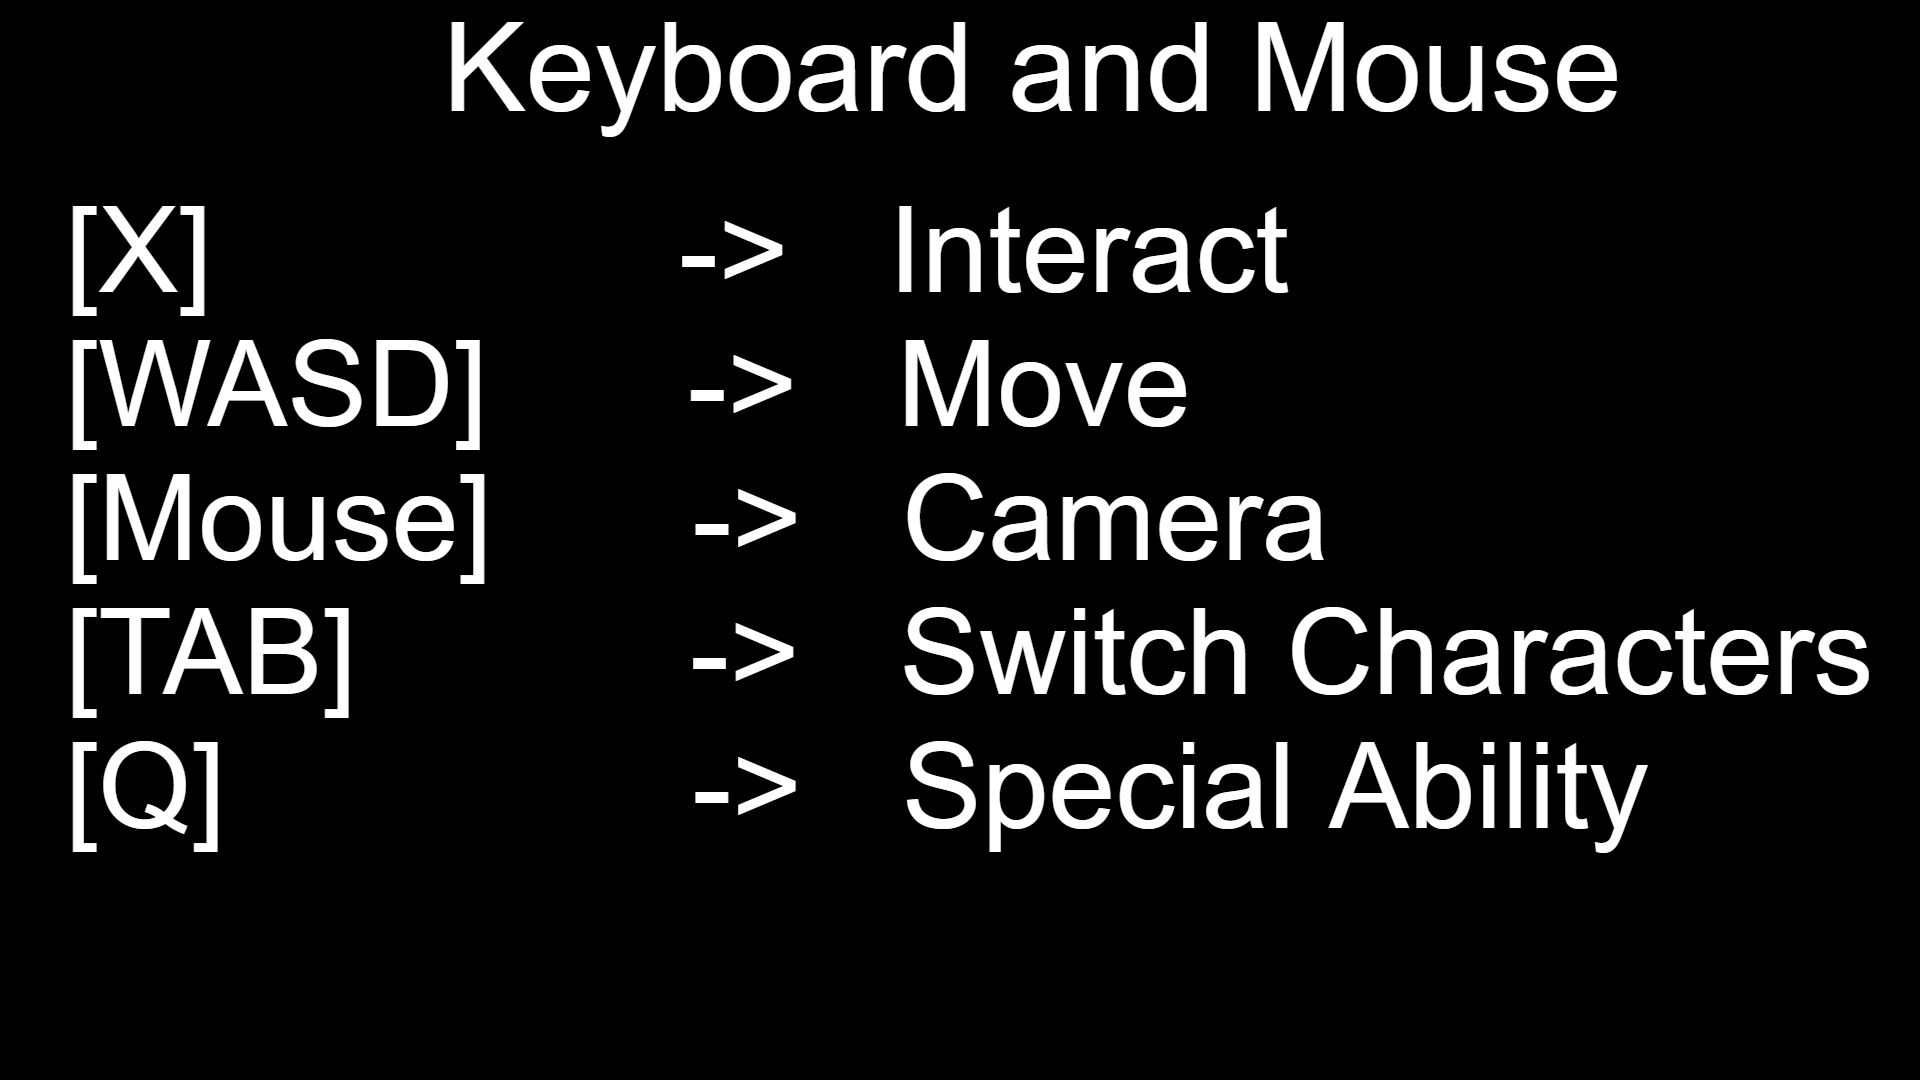 Keyboard and Mouse
[X] -> Interact
[WASD] -> Move
[Mouse] -> Camera
[TAB] -> Switch Characters
[Q] -> Special Ability